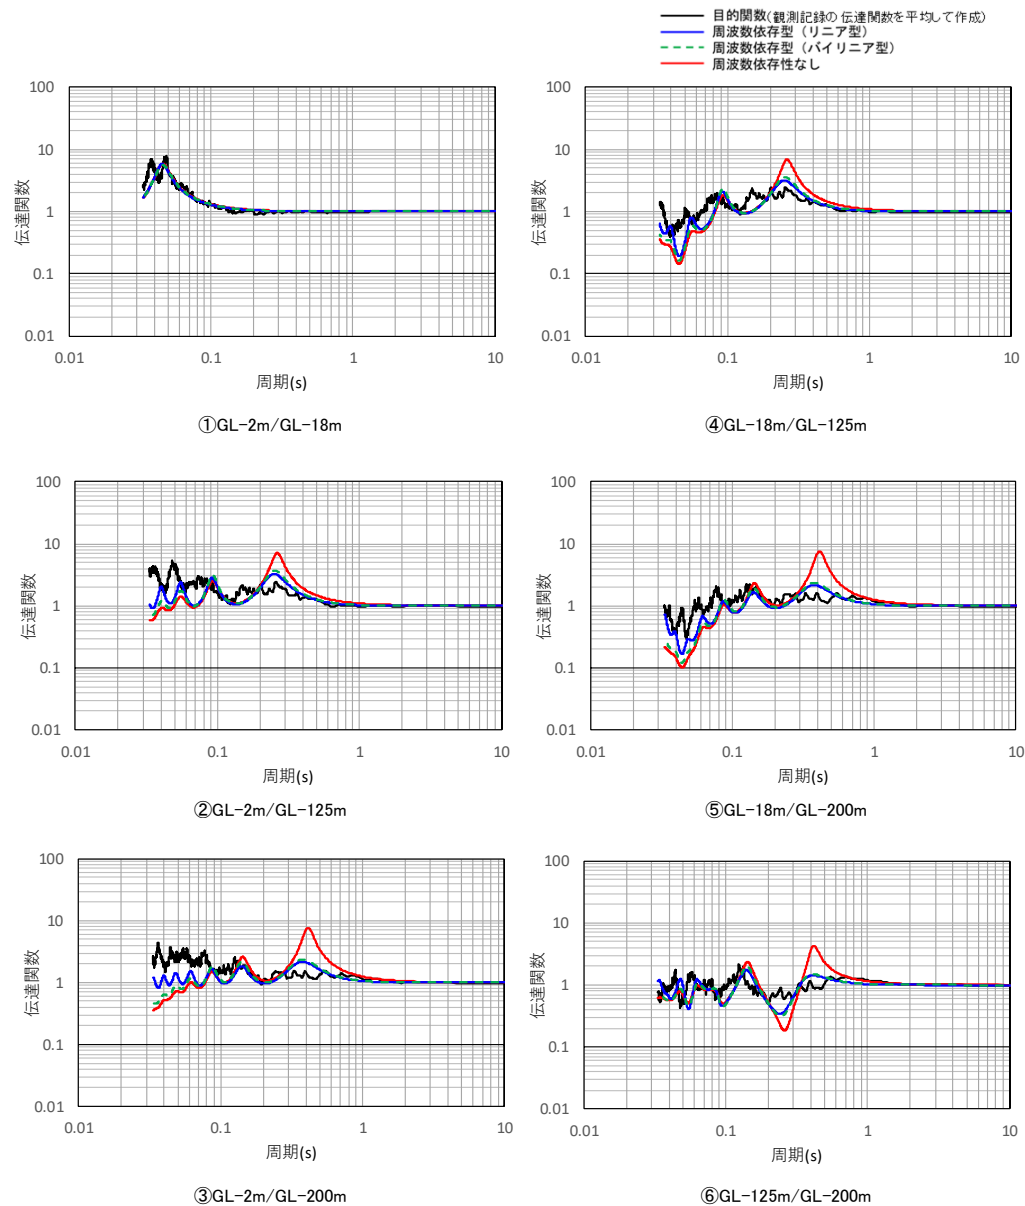 目的関数(観測記録の伝達関数を平均して作成)
周波数依存型（リニア型）
周波数依存型（バイリニア型）
周波数依存性なし
100
10
1
0.1
0.01
伝達関数
0.01 0.1 1 10
周期(s)
①GL-2m/GL-18m
100
10
1
0.1
0.01
伝達関数
0.01 0.1 1 10
周期(s)
④GL-18m/GL-125m
100
10
1
0.1
0.01
伝達関数
0.01 0.1 1 10
周期(s)
②GL-2m/GL-125m
100
10
1
0.1
0.01
伝達関数
0.01 0.1 1 10
周期(s)
⑤GL-18m/GL-200m
100
10
1
0.1
0.01
伝達関数
0.01 0.1 1 10
周期(s)
③GL-2m/GL-200m
100
10
1
0.1
0.01
伝達関数
0.01 0.1 1 10
周期(s)
⑥GL-125m/GL-200m